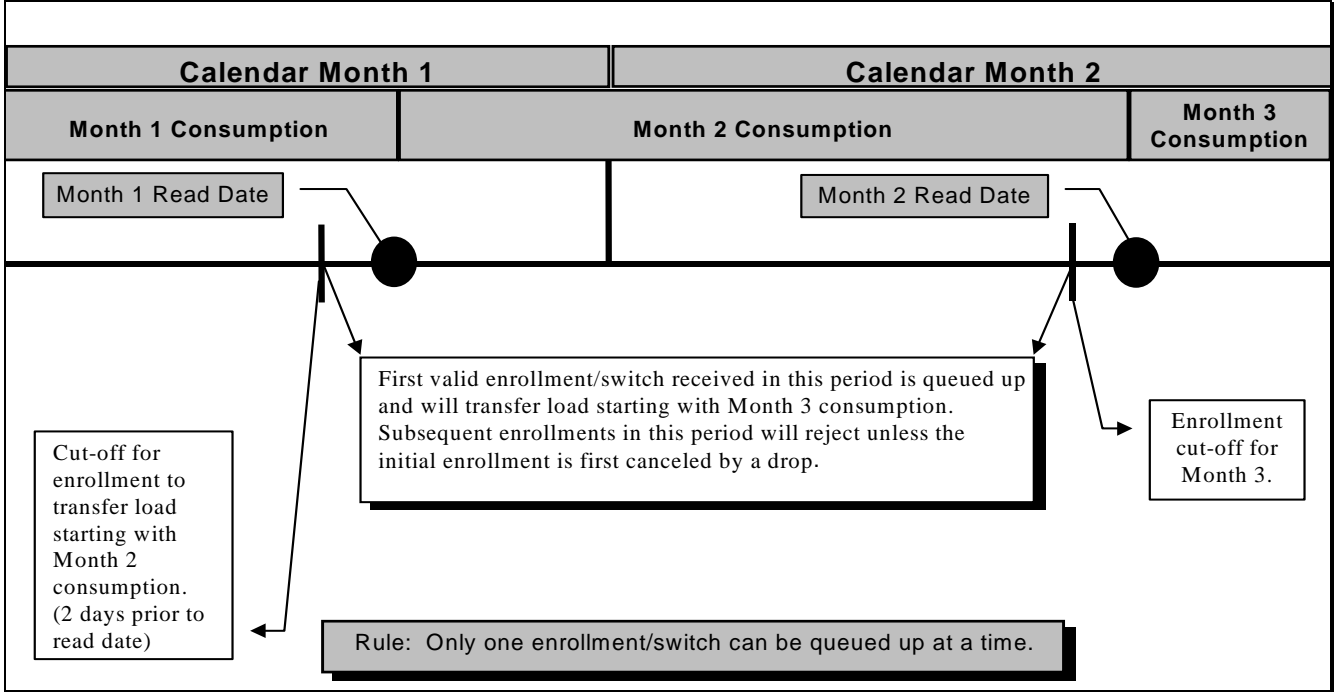 Calendar Month 1
Calendar Month 2
Month 1 Consumption
Month 2 Consumption
Month 3
Consumption
Month 1 Read Date
Month 2 Read Date
First valid enrollment/switch received in this period is queued up
and will transfer load starting with Month 3 consumption.
Subsequent enrollments in this period will reject unless the
initial enrollment is first canceled by a drop.
Enrollment
cut-off for
Month 3.
Cut-off for
enrollment to
transfer load
starting with
Month 2
consumption.
(2 days prior to
read date)
Rule:  Only one enrollment/switch can be queued up at a time.